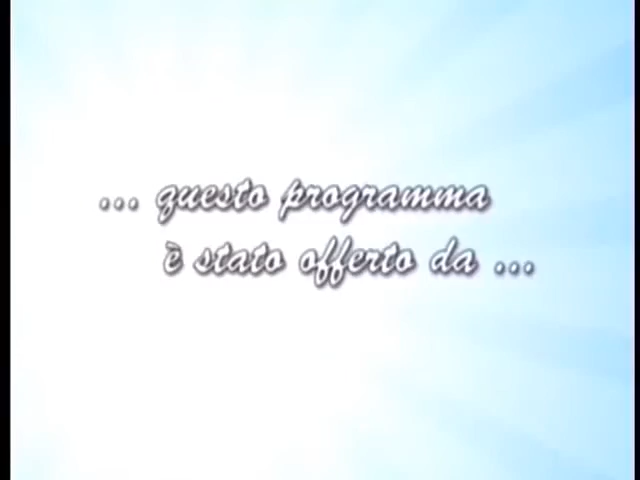 ... questo programma
è stato offerto da ...